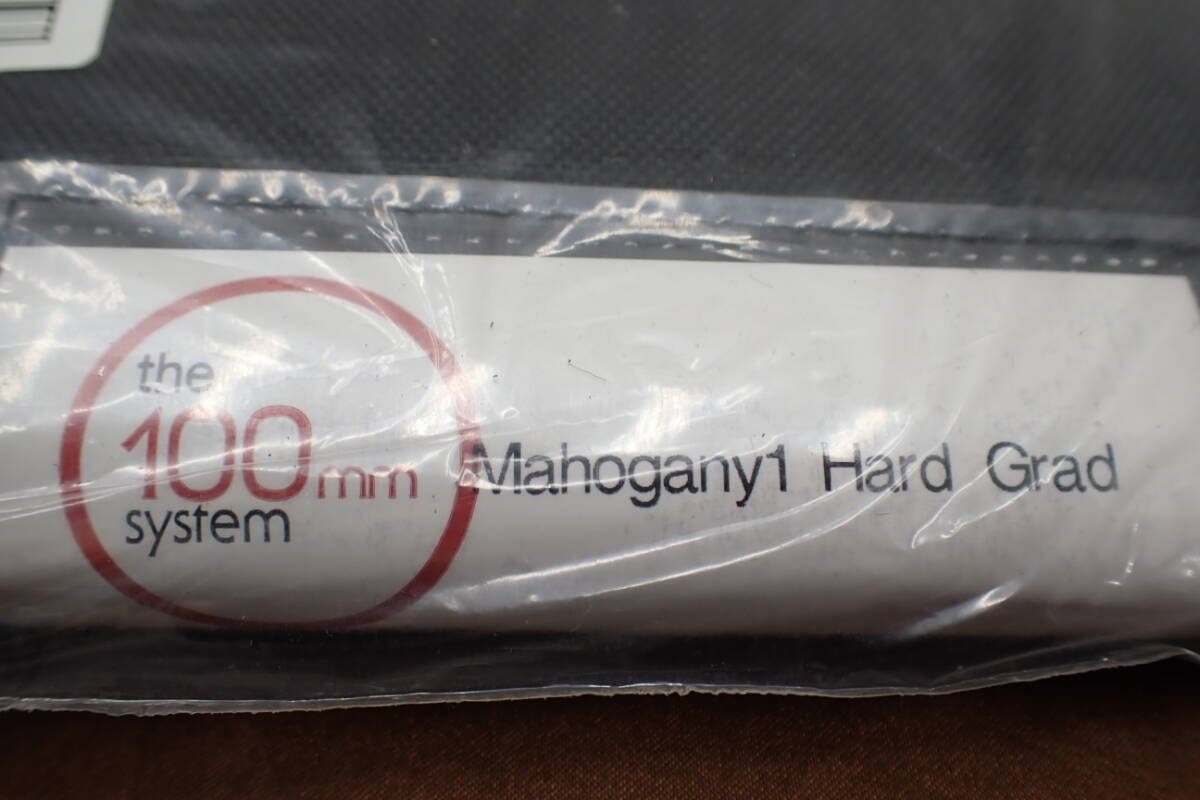 the
100mm
system
Mahogany1 Hard Grad